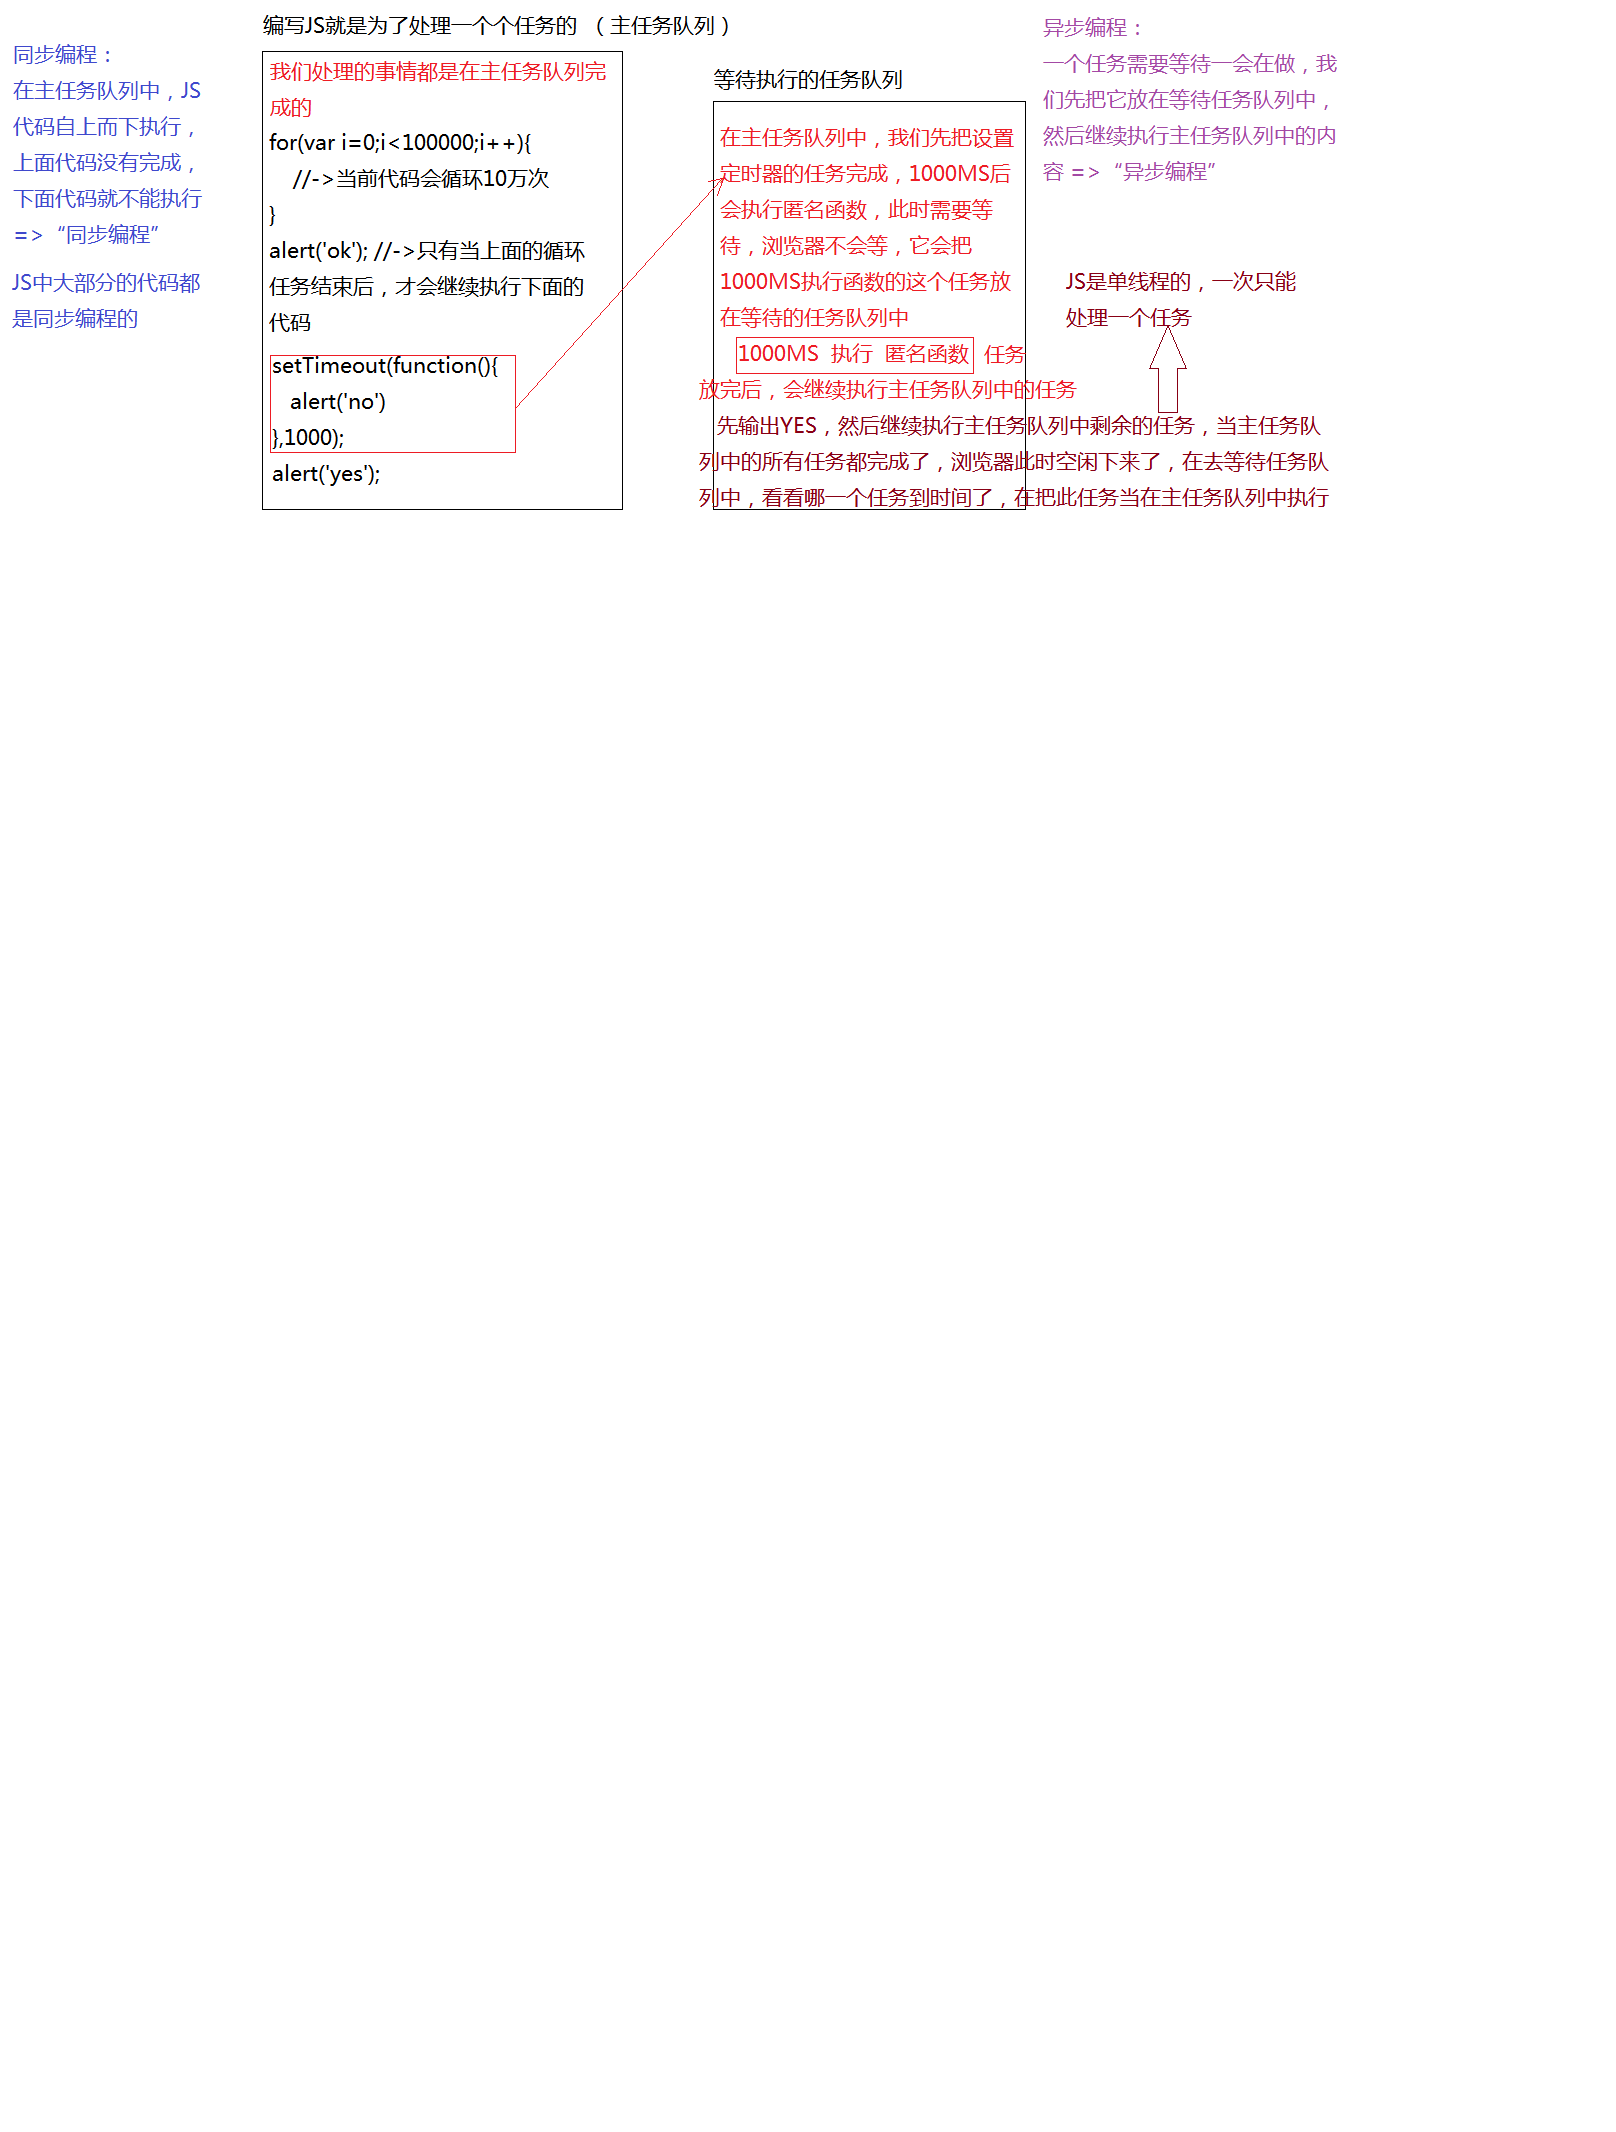 编写JS就是为了处理一个个任务的 （主任务队列）
同步编程：
在主任务队列中，JS
代码自上而下执行，
上面代码没有完成，
下面代码就不能执行
=>“同步编程”
JS中大部分的代码都
是同步编程的
我们处理的事情都是在主任务队列完
成的
for(var i=0;i<100000;i++){
//->当前代码会循环10万次
}
alert('ok'); //->只有当上面的循环
任务结束后，才会继续执行下面的
代码
setTimeout(function(){
alert('no')
},1000);
alert('yes');
等待执行的任务队列
在主任务队列中，我们先把设置
定时器的任务完成，1000MS后
会执行匿名函数，此时需要等
待，浏览器不会等，它会把
1000MS执行函数的这个任务放
在等待的任务队列中
1000MS 执行 匿名函数 任务
放完后，会继续执行主任务队列中的任务
先输出YES，然后继续执行主任务队列中剩余的任务，当主任务队
列中的所有任务都完成了，浏览器此时空闲下来了，在去等待任务队
列中，看看哪一个任务到时间了，在把此任务当在主任务队列中执行
异步编程：
一个任务需要等待一会在做，我
们先把它放在等待任务队列中，
然后继续执行主任务队列中的内
容 =>“异步编程”
JS是单线程的，一次只能
处理一个任务